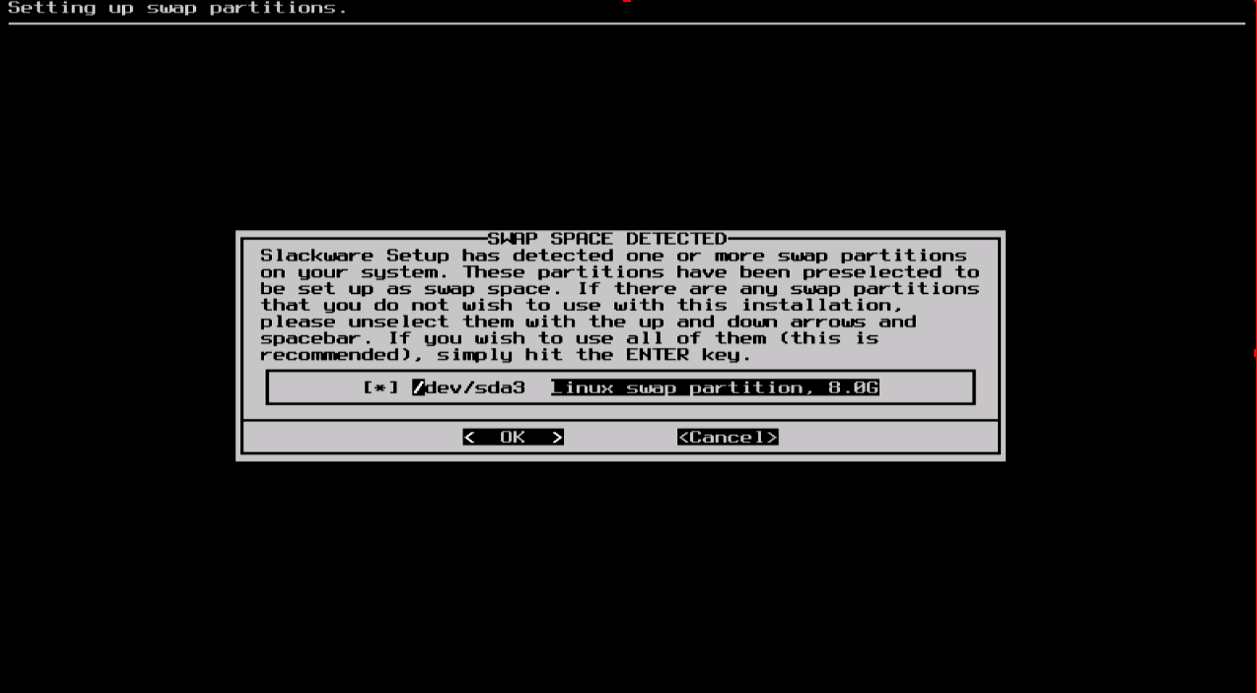 Setting up swap partitions.
SWAP SPACE DETECTED
Slackware Setup has detected one or more swap partitions
on your system. These partitions have been preselected to
be set up as swap space. If there are any swap partitions
that you do not wish to use with this installation,
please unselect them with the up and down arrows and
spacebar. If you wish to use all of them (this is
recommended), simply hit the ENTER key.
[*] /dev/sda3 Linux swap partition, 8.0G
< OK > <Cancel>